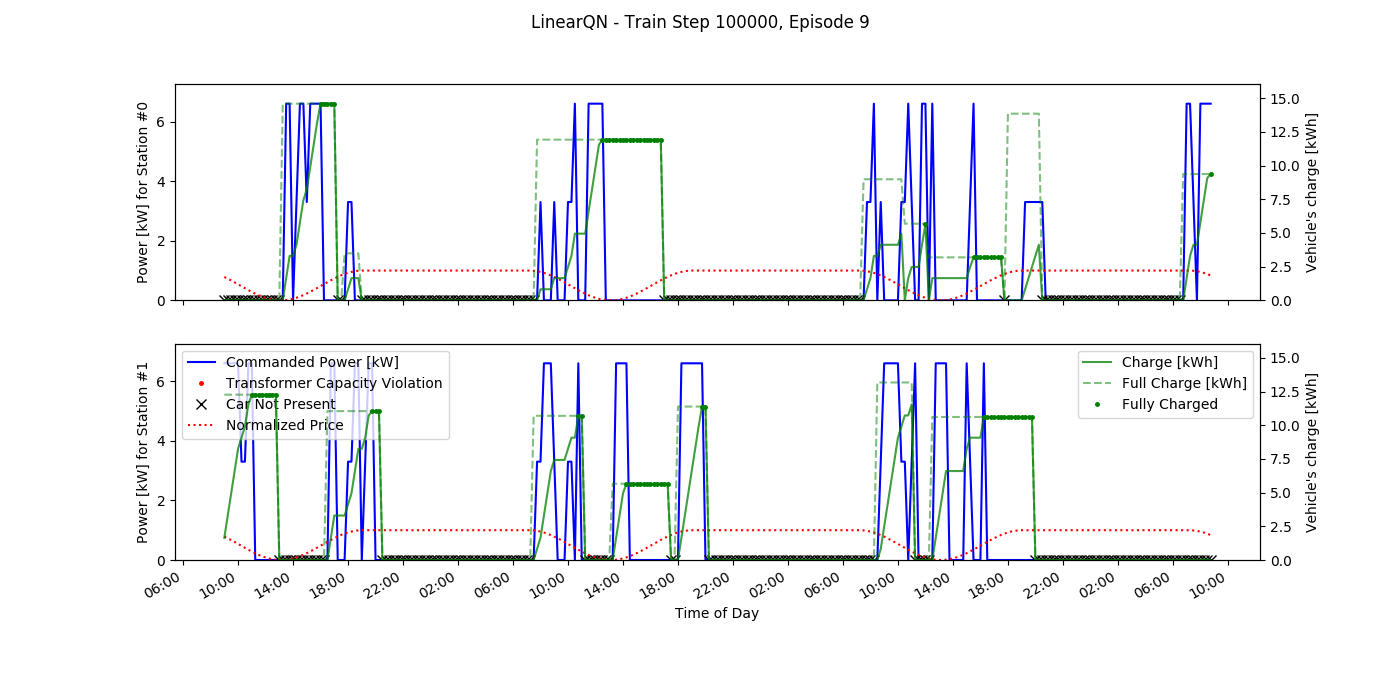 LinearQN - Train Step 100000, Episode 9
Power [kW] for Station #0
6
4
2
0
15.0
12.5
10.0
7.5
5.0
2.5
0.0
Vehicle's charge [kWh]
Power [kW] for Station #1
6
4
2
0
Commanded Power [kW]
Transformer Capacity Violation
Car Not Present
Normalized Price
Charge [kWh]
Full Charge [kWh]
Fully Charged
15.0
12.5
10.0
7.5
5.0
2.5
0.0
Vehicle's charge [kWh]
06:00 10:00 14:00 18:00 22:00 02:00 06:00 10:00 14:00 18:00 22:00 02:00 06:00 10:00 14:00 18:00 22:00 02:00 06:00 10:00
Time of Day